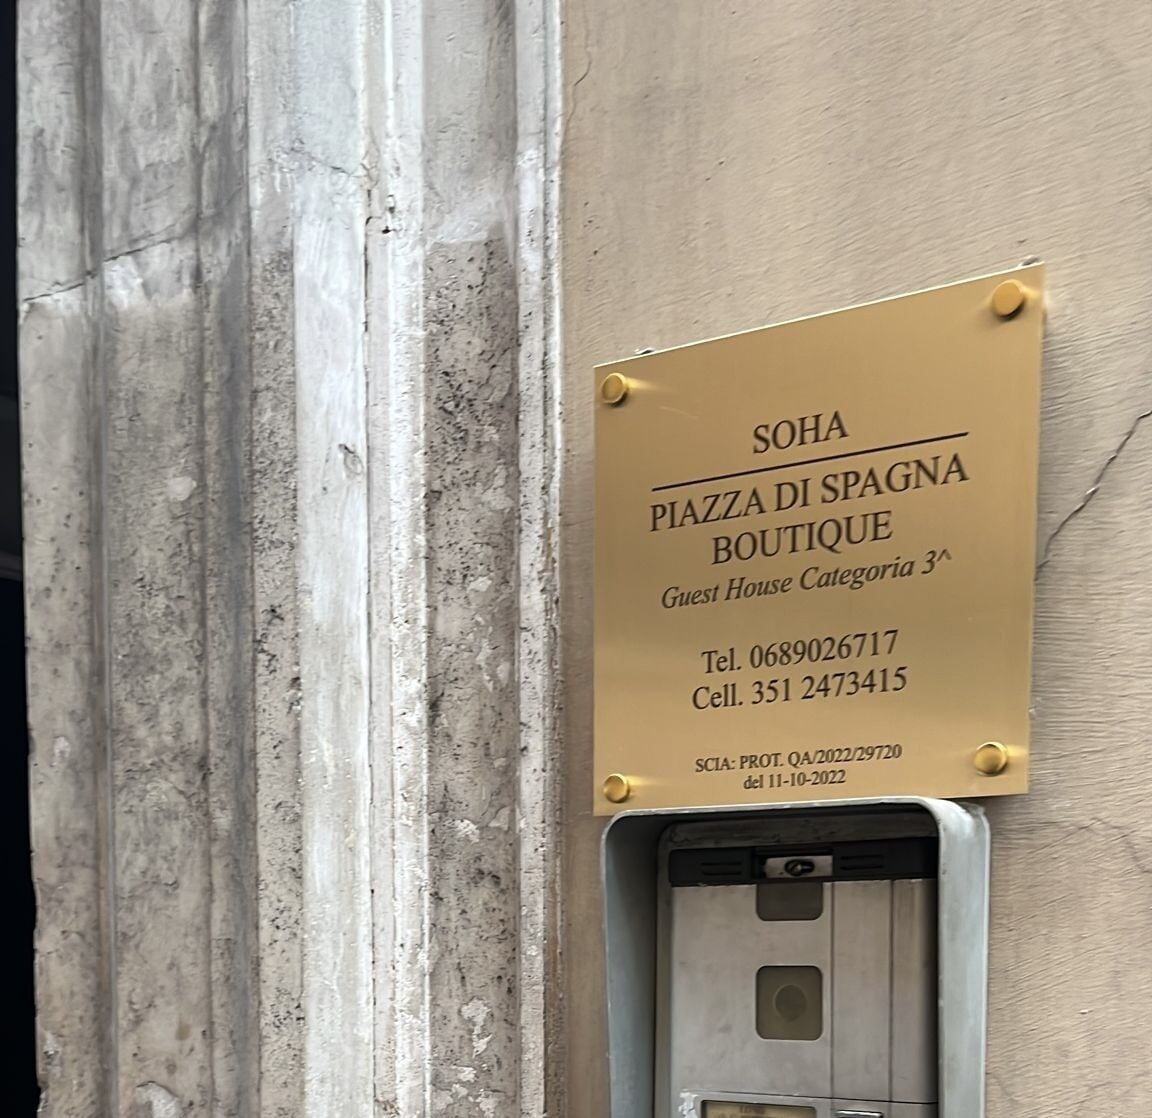 SOHA
PIAZZA DI SPAGNA
BOUTIQUE
Guest House Categoria 3^
Tel. 0689026717
Cell. 351 2473415
SCIA: PROT. QA/2022/29720
del 11-10-2022